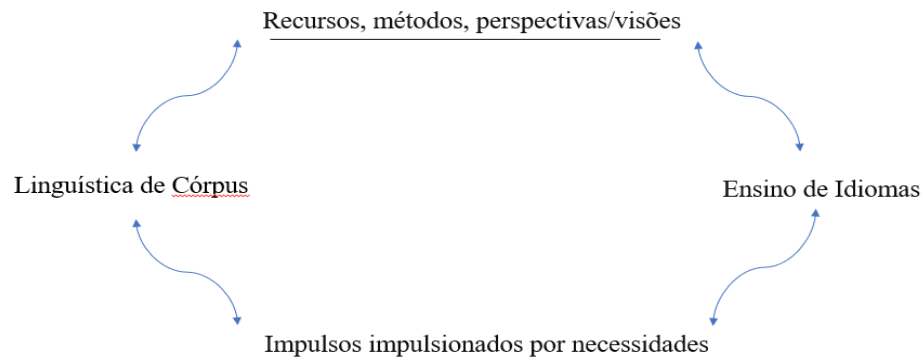 Recursos, métodos, perspectivas/visões
Linguística de Córpus
Ensino de Idiomas
Impulsos impulsionados por necessidades